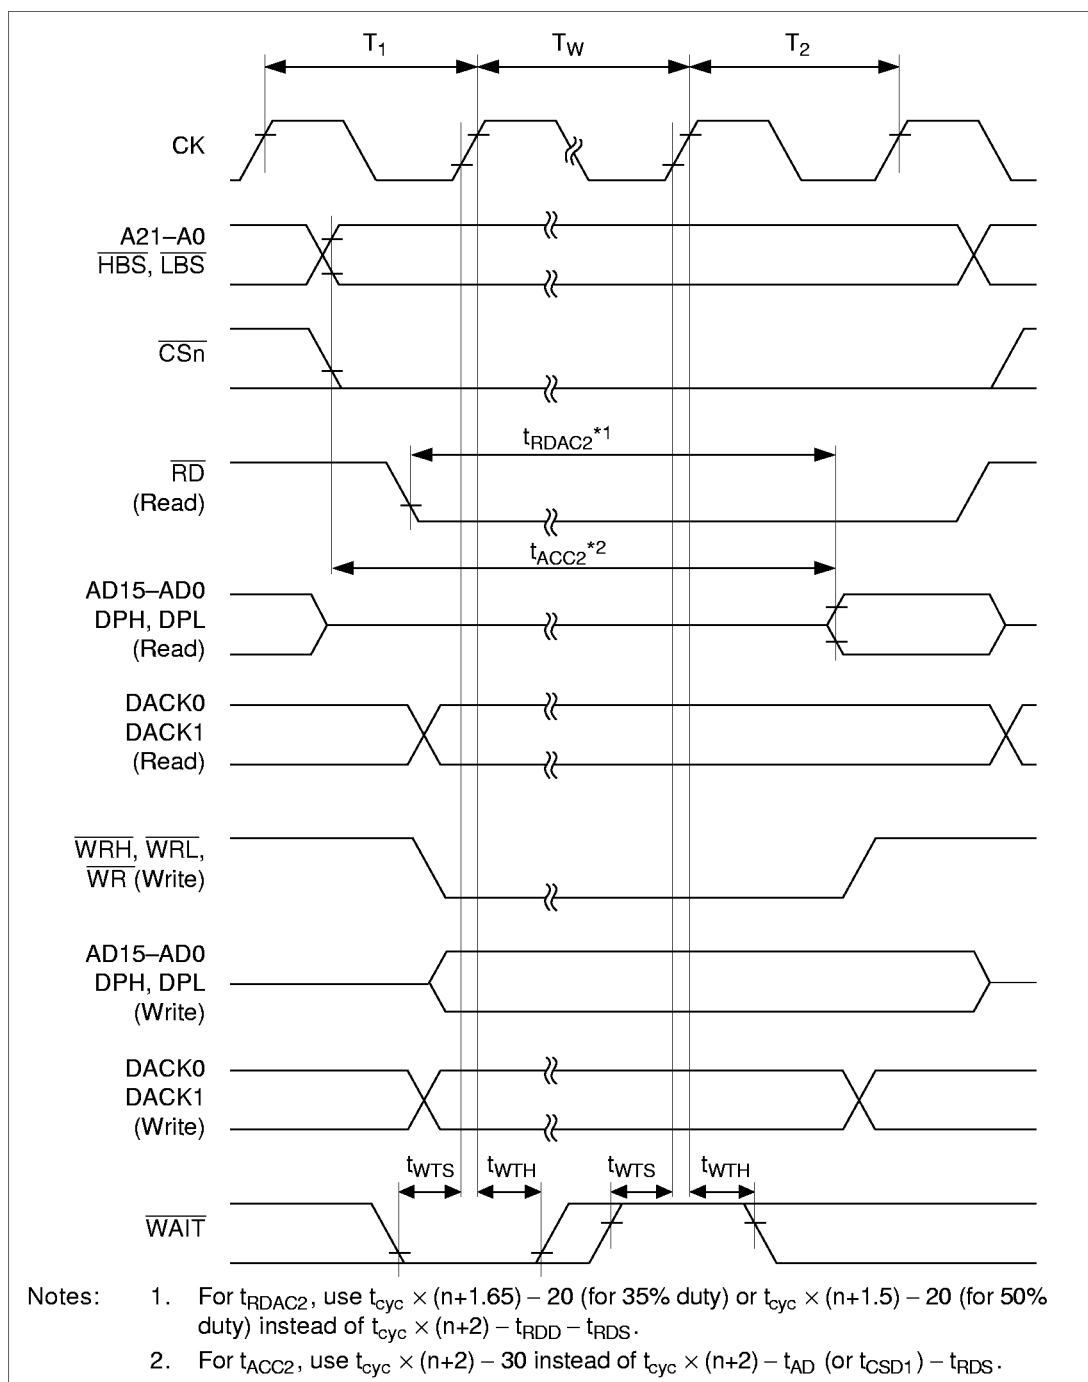 T1 TW T2
CK
A21–A0
HBS, LBS
CSn
tRDAC2*1
RD
(Read)
tACC2*2
AD15–AD0
DPH, DPL
(Read)
DACK0
DACK1
(Read)
WRH, WRL,
WR (Write)
AD15–AD0
DPH, DPL
(Write)
DACK0
DACK1
(Write)
tWTS tWTH tWTS tWTH
WAIT
Notes: 1. For tRDAC2, use tcyc × (n+1.65) – 20 (for 35% duty) or tcyc × (n+1.5) – 20 (for 50%
duty) instead of tcyc × (n+2) – tRDD – tRDS.
2. For tACC2, use tcyc × (n+2) – 30 instead of tcyc × (n+2) – tAD (or tCSD1) – tRDS.